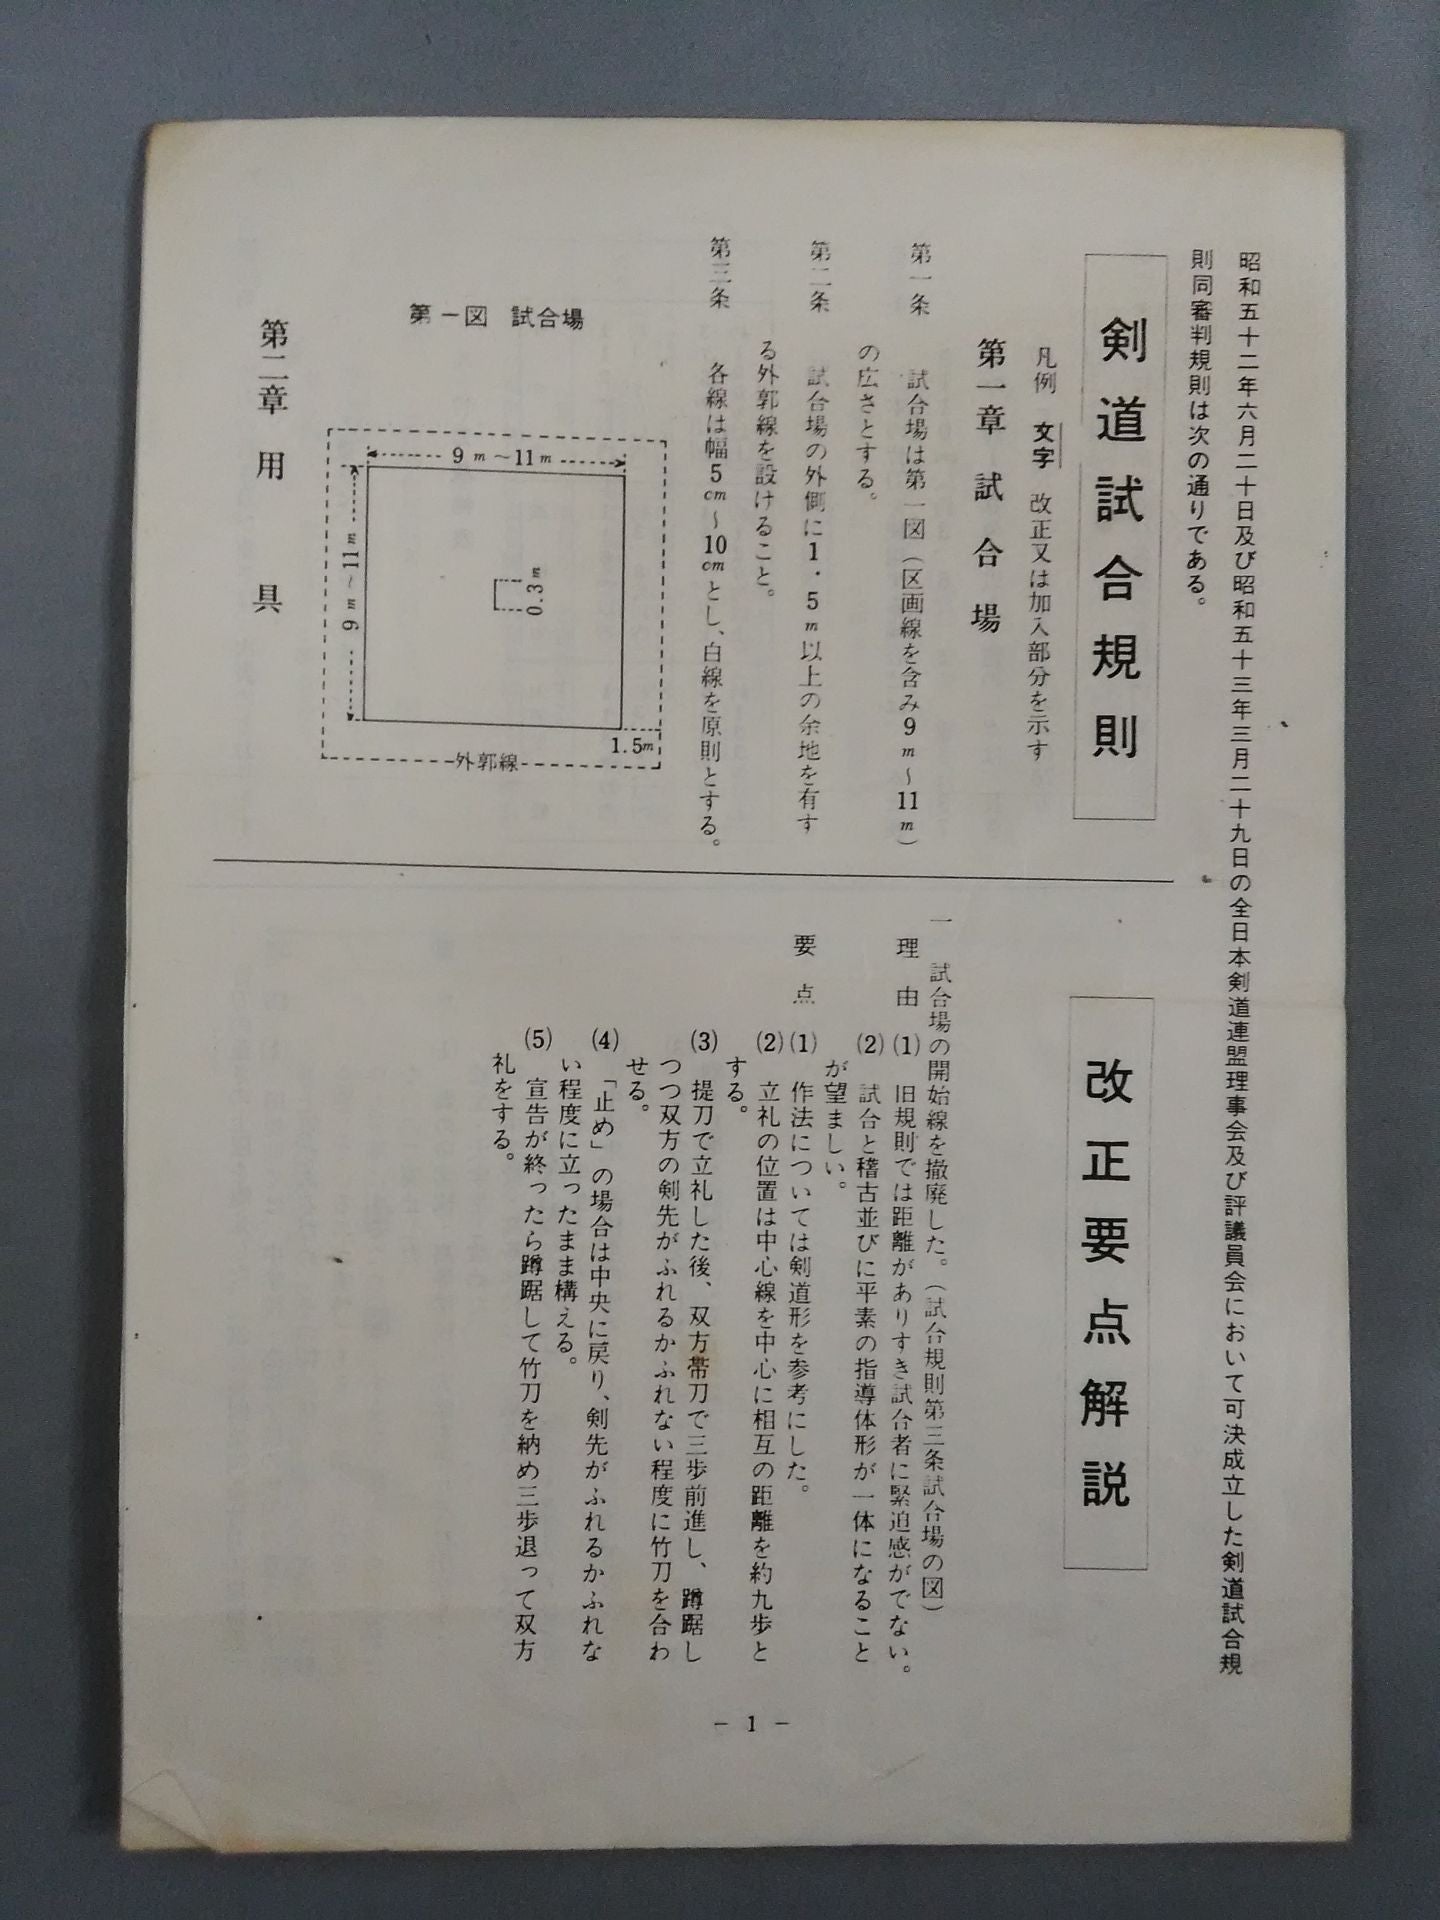 昭和五十二年六月二十日及び昭和五十三年三月二十九日の全日本剣道連盟理事会及び評議員会において可決成立した剣道試合規
則同審判規則は次の通りである。
剣道試合規則
凡例 文字 改正又は加入部分を示す
第一章 試合場
第一条 試合場は第一図(区画線を含み9m〜11m)
の広さとする。
第二条 試合場の外側に1.5m以上の余地を有す
る外郭線を設けること。
第三条 各線は幅5cm〜10cmとし、白線を原則とする。
第一図 試合場
9m〜11m
9m〜11m
0.3m
1.5m
外郭線
第二章 用具
改正要点解説
一 試合場の開始線を撤廃した。(試合規則第三条試合場の図)
理由 (1) 旧規則では距離がありすき試合者に緊迫感がでない。
(2) 試合と稽古並びに平素の指導体形が一体になること
が望ましい。
要点 (1) 作法については剣道形を参考にした。
(2) 立礼の位置は中心線を中心に相互の距離を約九歩と
する。
(3) 提刀で立礼した後、双方帯刀で三歩前進し、蹲踞し
つつ双方の剣先がふれるかふれない程度に竹刀を合わ
せる。
(4) 「止め」の場合は中央に戻り、剣先がふれるかふれな
い程度に立ったまま構える。
(5) 宣告が終ったら蹲踞して竹刀を納め三歩退って双方
礼をする。
- 1 -